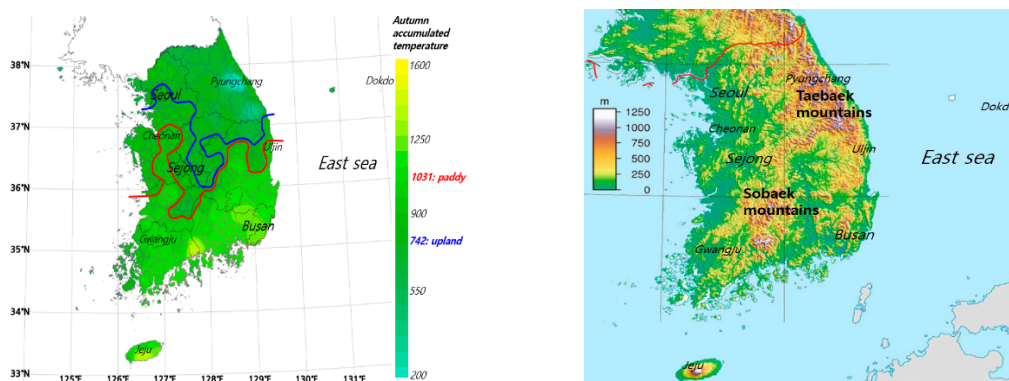 Autumn
accumulated
temperature
1600
1250
1031: paddy
900
742: upland
550
200
38°N
37°N
36°N
35°N
34°N
33°N
125°E
126°E
127°E
128°E
129°E
130°E
131°E
Pyungchang
Dokdo
Seoul
Cheonan
Uljin
Sejong
East sea
Busan
Gwangju
Jeju
m
1250
1000
750
500
250
0
Pyungchang
Seoul
Taebaek
mountains
Dokdo
Cheonan
Uljin
Sejong
East sea
Sobaek
mountains
Busan
Gwangju
Jeju